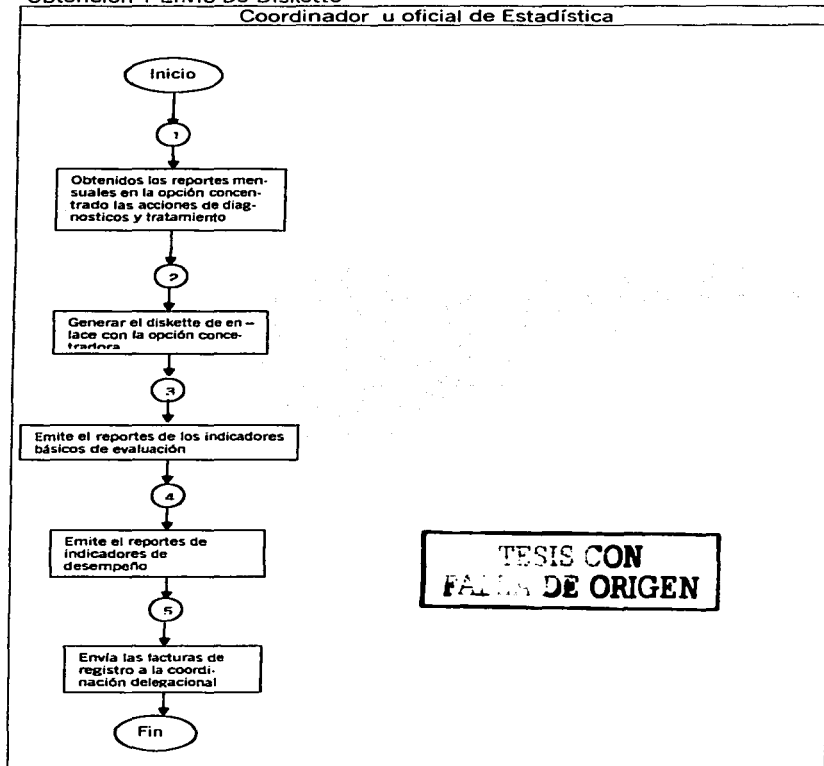 Obtención Y Envío De Diskette
Coordinador u oficial de Estadística
Inicio
1
Obtenidos los reportes men-
suales en la opción concen-
trado las acciones de diag-
nosticos y tratamiento
2
Generar el diskette de en –
lace con la opción conce-
tradora
3
Emite el reportes de los indicadores
básicos de evaluación
4
Emite el reportes de
indicadores de
desempeño
5
Envía las facturas de
registro a la coordi-
nación delegacional
Fin
TESIS CON
FALLA DE ORIGEN